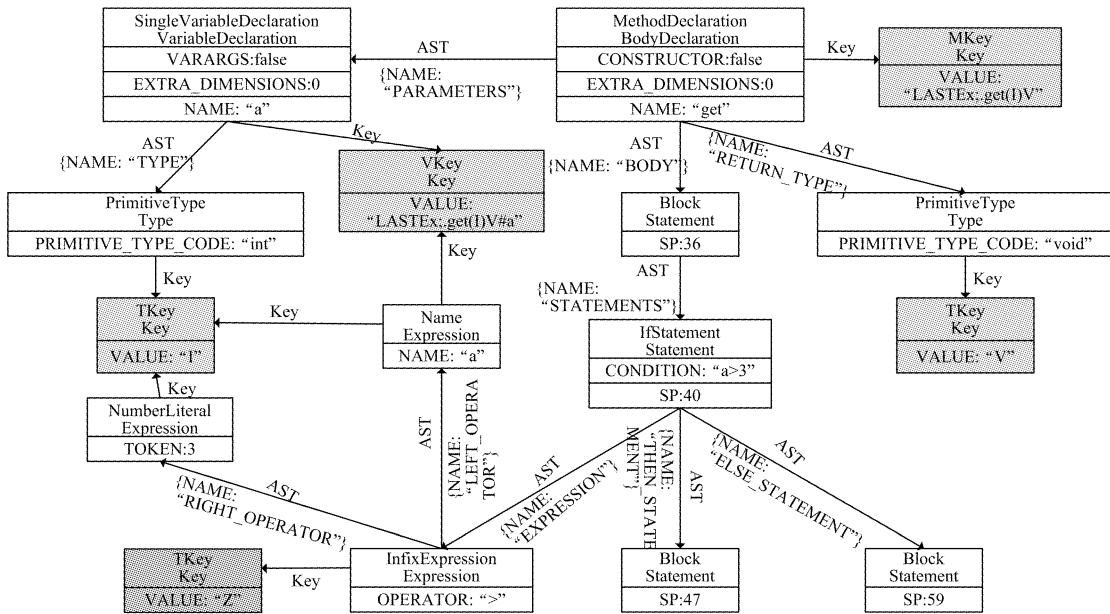 SingleVariableDeclaration
VariableDeclaration
VARARGS:false
EXTRA_DIMENSIONS:0
NAME: “a”
AST
{NAME:
“PARAMETERS”}
MethodDeclaration
BodyDeclaration
CONSTRUCTOR:false
EXTRA_DIMENSIONS:0
NAME: “get”
Key
MKey
Key
VALUE:
“LASTEx;.get(I)V”
AST
{NAME: “TYPE”}
Key
VKey
Key
VALUE:
“LASTEx;.get(I)V#a”
AST
{NAME: “BODY”}
AST
{NAME:
“RETURN_TYPE”}
PrimitiveType
Type
PRIMITIVE_TYPE_CODE: “int”
Block
Statement
SP:36
PrimitiveType
Type
PRIMITIVE_TYPE_CODE: “void”
Key
Key
AST
{NAME:
“STATEMENTS”}
Key
TKey
Key
VALUE: “I”
Key
Name
Expression
NAME: “a”
IfStatement
Statement
CONDITION: “a>3”
SP:40
TKey
Key
VALUE: “V”
Key
NumberLiteral
Expression
TOKEN:3
AST
{NAME:
“RIGHT_OPERATOR”}
AST
{NAME:
“LEFT_OPERA
TOR”}
AST
{NAME:
“EXPRESSION”}
AST
{NAME:
“THEN_STATE
MENT”}
AST
{NAME:
“ELSE_STATEMENT”}
TKey
Key
VALUE: “Z”
Key
InfixExpression
Expression
OPERATOR: “>”
Block
Statement
SP:47
Block
Statement
SP:59